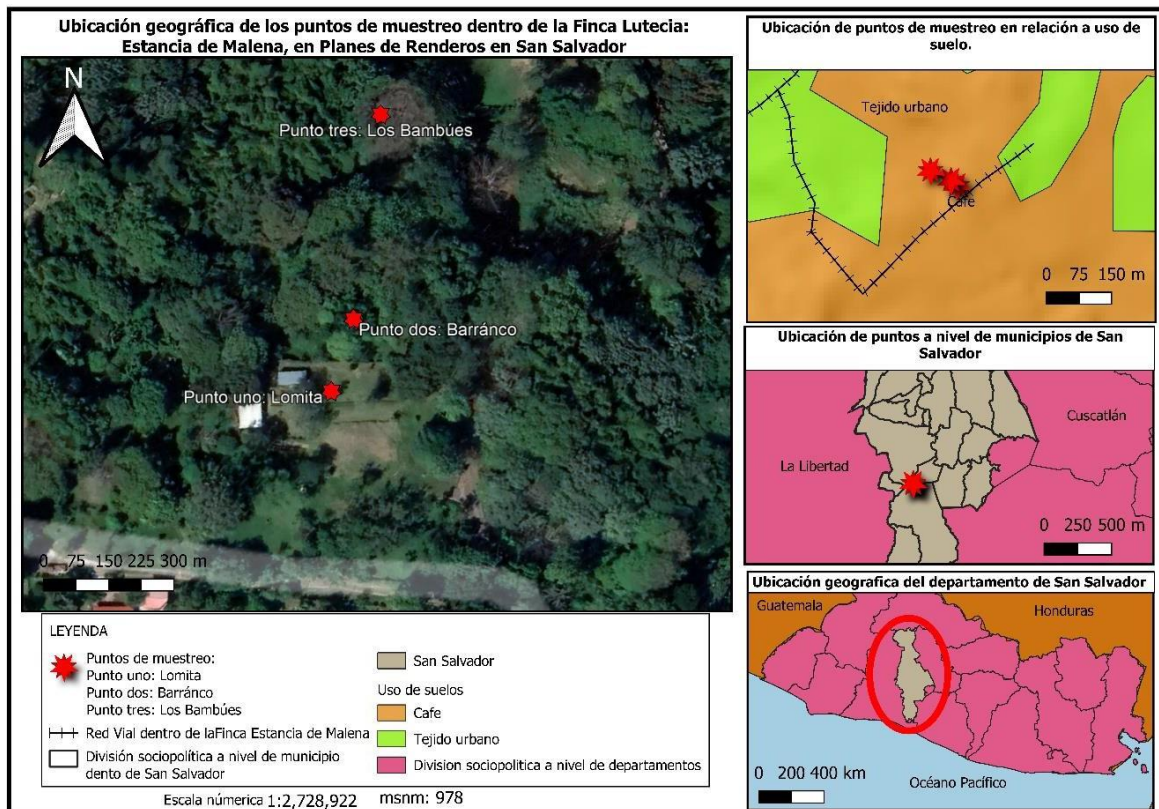 Ubicación geográfica de los puntos de muestreo dentro de la Finca Lutecia:
Estancia de Malena, en Planes de Renderos en San Salvador
N
Punto tres: Los Bambúes
Punto dos: Barránco
Punto uno: Lomita
0 75 150 225 300 m
Ubicación de puntos de muestreo en relación a uso de
suelo.
Tejido urbano
Cafe
0 75 150 m
Ubicación de puntos a nivel de municipios de San
Salvador
Cuscatlán
La Libertad
0 250 500 m
Ubicación geografica del departamento de San Salvador
Guatemala
Honduras
0 200 400 km
Océano Pacífico
LEYENDA
Puntos de muestreo:
Punto uno: Lomita
Punto dos: Barránco
Punto tres: Los Bambúes
Red Vial dentro de laFinca Estancia de Malena
División sociopolítica a nivel de municipio
dento de San Salvador
San Salvador
Uso de suelos
Cafe
Tejido urbano
Division sociopolitica a nivel de departamentos
Escala númerica 1:2,728,922 msnm: 978